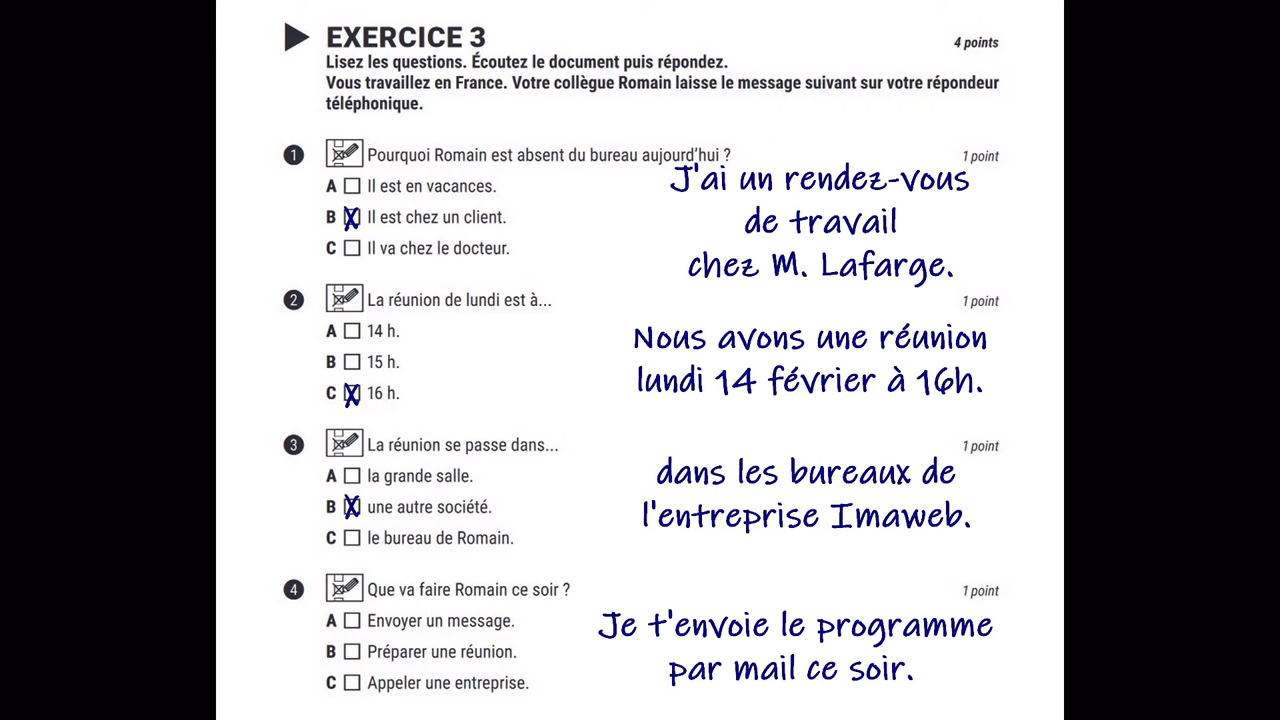 EXERCICE 3
4 points
Lisez les questions. Écoutez le document puis répondez.
Vous travaillez en France. Votre collègue Romain laisse le message suivant sur votre répondeur
téléphonique.
1 Pourquoi Romain est absent du bureau aujourd'hui ?
1 point
A Il est en vacances.
B Il est chez un client.
C Il va chez le docteur.
J'ai un rendez-vous
de travail
chez M. Lafarge.
2 La réunion de lundi est à...
1 point
A 14 h.
B 15 h.
C 16 h.
Nous avons une réunion
lundi 14 février à 16h.
3 La réunion se passe dans...
1 point
A la grande salle.
B une autre société.
C le bureau de Romain.
dans les bureaux de
l'entreprise Imaweb.
4 Que va faire Romain ce soir ?
1 point
A Envoyer un message.
B Préparer une réunion.
C Appeler une entreprise.
Je t'envoie le programme
par mail ce soir.